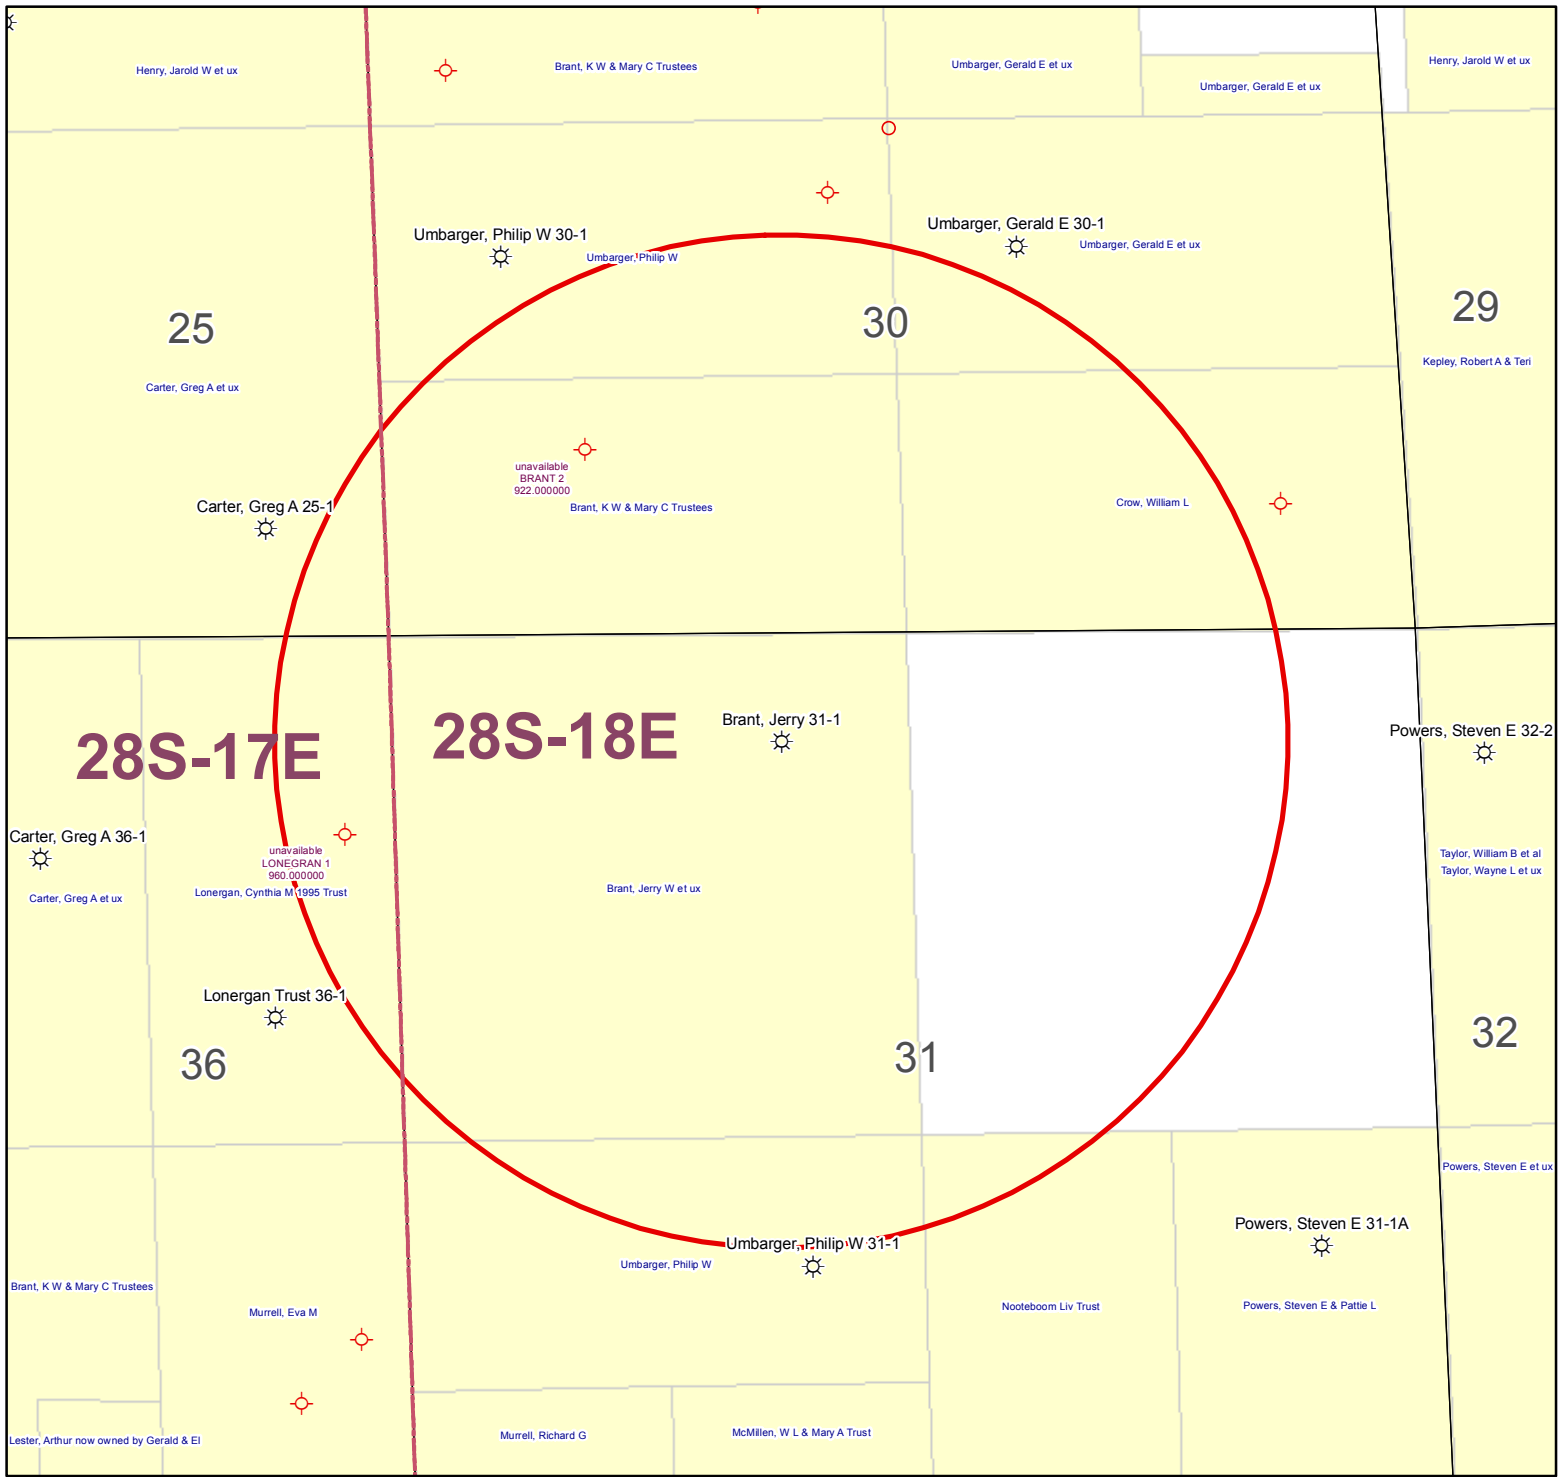 Henry, Jarold W et ux
Brant, K W & Mary C Trustees
Umbarger, Gerald E et ux
Umbarger, Gerald E et ux
Henry, Jarold W et ux
Umbarger, Philip W 30-1
Umbarger, Philip W
Umbarger, Gerald E 30-1
Umbarger, Gerald E et ux
25
30
29
Carter, Greg A et ux
Kepley, Robert A & Teri
unavailable
BRANT 2
922.000000
Brant, K W & Mary C Trustees
Crow, William L
Carter, Greg A 25-1
28S-17E
28S-18E
Brant, Jerry 31-1
Powers, Steven E 32-2
Carter, Greg A 36-1
Carter, Greg A et ux
unavailable
LONEGRAN 1
960.000000
Lonergan, Cynthia M 1995 Trust
Brant, Jerry W et ux
Taylor, William B et al
Taylor, Wayne L et ux
Lonergan Trust 36-1
36
31
32
Powers, Steven E et ux
Umbarger, Philip W 31-1
Umbarger, Philip W
Powers, Steven E 31-1A
Brant, K W & Mary C Trustees
Murrell, Eva M
Nooteboom Liv Trust
Powers, Steven E & Pattie L
Lester, Arthur now owned by Gerald & El
Murrell, Richard G
McMillen, W L & Mary A Trust